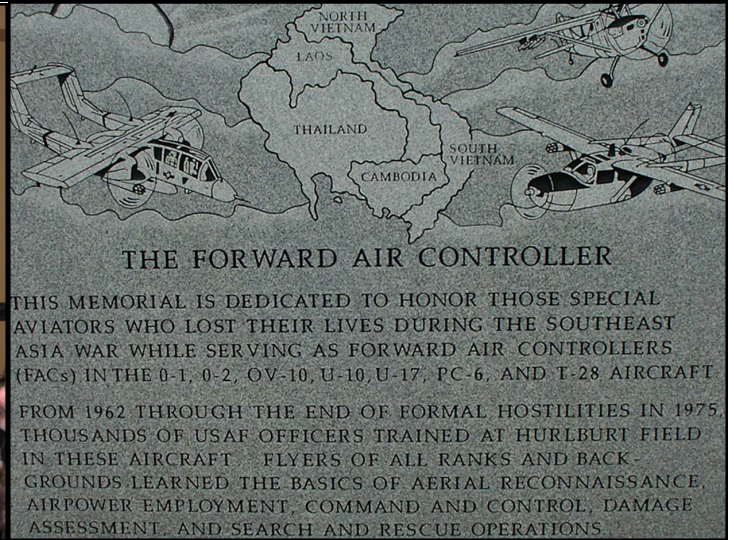 NORTH
VIETNAM
LAOS
THAILAND
SOUTH
VIETNAM
CAMBODIA
THE FORWARD AIR CONTROLLER
THIS MEMORIAL IS DEDICATED TO HONOR THOSE SPECIAL
AVIATORS WHO LOST THEIR LIVES DURING THE SOUTHEAST
ASIA WAR WHILE SERVING AS FORWARD AIR CONTROLLERS
(FACs) IN THE 0-1, 0-2, OV-10, U-10, U-17, PC-6, AND T-28 AIRCRAFT
FROM 1962 THROUGH THE END OF FORMAL HOSTILITIES IN 1975,
THOUSANDS OF USAF OFFICERS TRAINED AT HURLBURT FIELD
IN THESE AIRCRAFT. FLYERS OF ALL RANKS AND BACK-
GROUNDS LEARNED THE BASICS OF AERIAL RECONNAISSANCE,
AIRPOWER EMPLOYMENT, COMMAND AND CONTROL, DAMAGE
ASSESSMENT, AND SEARCH AND RESCUE OPERATIONS.